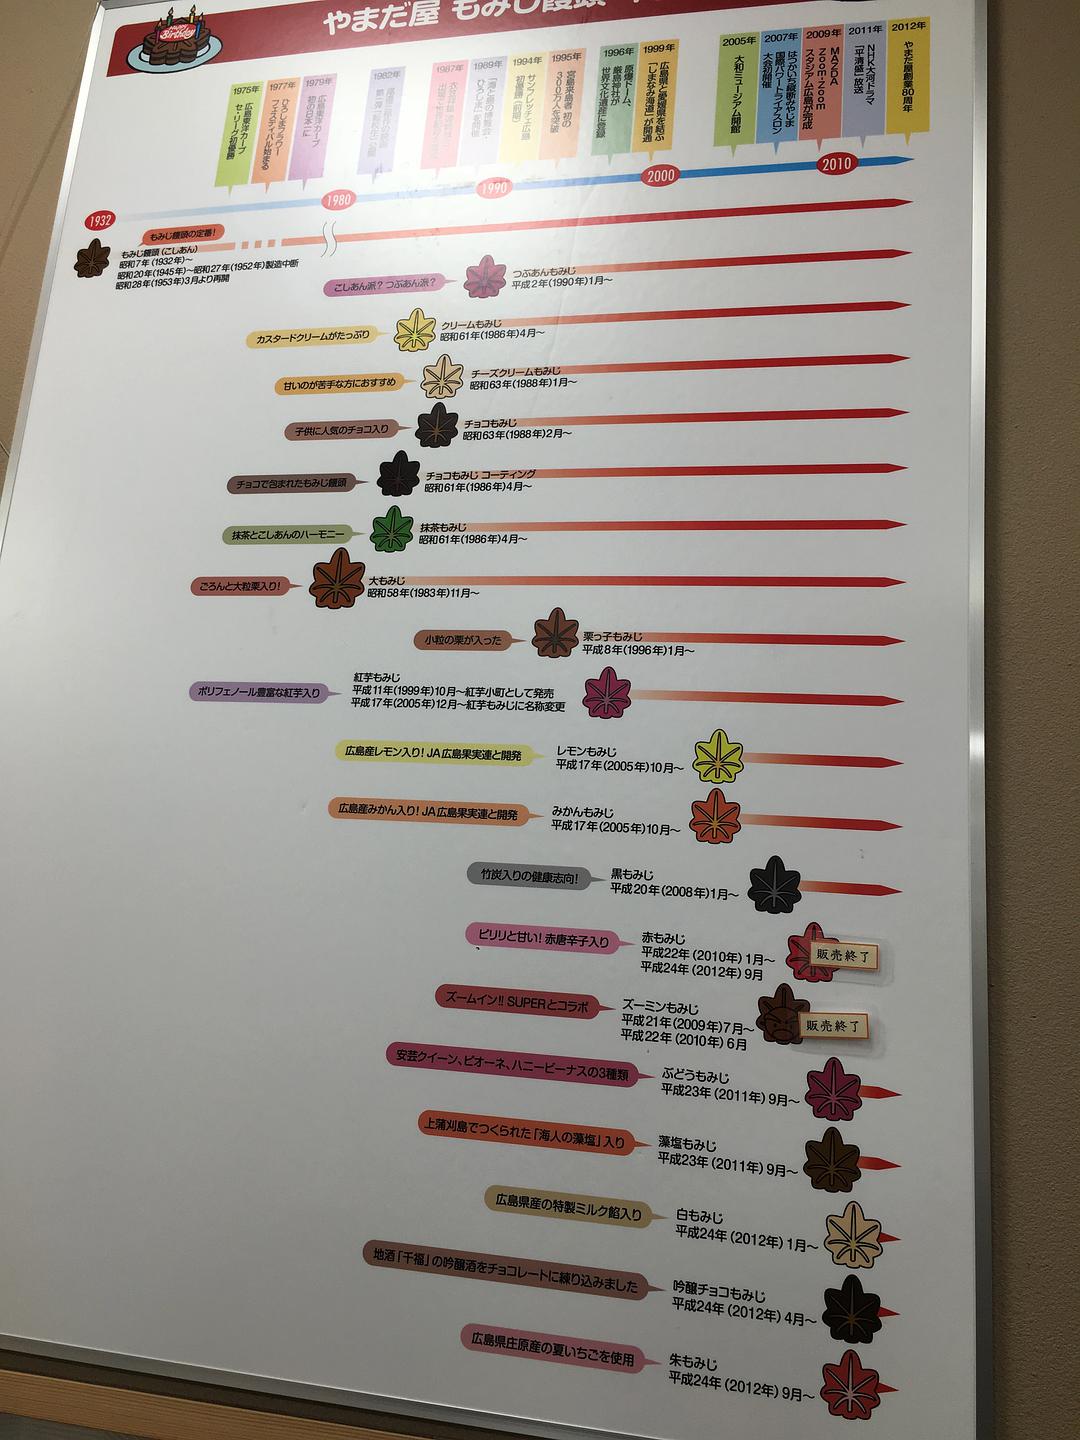 やまだ屋 もみじ饅頭
Happy Birthday
1975年
広島東洋カープ
セ・リーグ初優勝
1977年
ひろしまフラワー
フェスティバル始まる
1979年
広島東洋カープ
初の日本一に
1982年
1987年
1989年
「海と島の博覧会・
ひろしま」を開催
1994年
サンフレッチェ広島
初優勝(前期)
1995年
宮島来島者 初の
300万人を突破
1996年
原爆ドーム、
厳島神社が
世界文化遺産に登録
1999年
広島県と愛媛県を結ぶ
「しまなみ海道」が開通
2005年
大和ミュージアム開館
2007年
はつかいち縦断みやじま
国際パワートライアスロン
大会初開催
2009年
MAZDA
Zoom-Zoom
スタジアム広島が完成
2011年
NHK大河ドラマ
「平清盛」放送
2012年
やまだ屋創業80周年
1932
1980
1990
2000
2010
もみじ饅頭の定番!
もみじ饅頭(こしあん)
昭和7年(1932年)〜
昭和20年(1945年)〜昭和27年(1952年)製造中断
昭和28年(1953年)3月より再開
こしあん派? つぶあん派?
つぶあんもみじ
平成2年(1990年)1月〜
カスタードクリームがたっぷり
クリームもみじ
昭和61年(1986年)4月〜
甘いのが苦手な方におすすめ
チーズクリームもみじ
昭和63年(1988年)1月〜
子供に人気のチョコ入り
チョコもみじ
昭和63年(1988年)2月〜
チョコで包まれたもみじ饅頭
チョコもみじ コーティング
昭和61年(1986年)4月〜
抹茶とこしあんのハーモニー
抹茶もみじ
昭和61年(1986年)4月〜
ごろんと大粒栗入り!
大もみじ
昭和58年(1983年)11月〜
小粒の栗が入った
栗っ子もみじ
平成8年(1996年)1月〜
ポリフェノール豊富な紅芋入り
紅芋もみじ
平成11年(1999年)10月〜紅芋小町として発売
平成17年(2005年)12月〜紅芋もみじに名称変更
広島産レモン入り! JA広島果実連と開発
レモンもみじ
平成17年(2005年)10月〜
広島産みかん入り! JA広島果実連と開発
みかんもみじ
平成17年(2005年)10月〜
竹炭入りの健康志向!
黒もみじ
平成20年(2008年)1月〜
ピリリと甘い! 赤唐辛子入り
赤もみじ
平成22年(2010年)1月〜
平成24年(2012年)9月
販売終了
ズームイン!! SUPERとコラボ
ズーミンもみじ
平成21年(2009年)7月〜
平成22年(2010年)6月
販売終了
安芸クイーン、ピオーネ、ハニービーナスの3種類
ぶどうもみじ
平成23年(2011年)9月〜
上蒲刈島でつくられた「海人の藻塩」入り
藻塩もみじ
平成23年(2011年)9月〜
広島県産の特製ミルク餡入り
白もみじ
平成24年(2012年)1月〜
地酒「千福」の吟醸酒をチョコレートに練り込みました
吟醸チョコもみじ
平成24年(2012年)4月〜
広島県庄原産の夏いちごを使用
朱もみじ
平成24年(2012年)9月〜